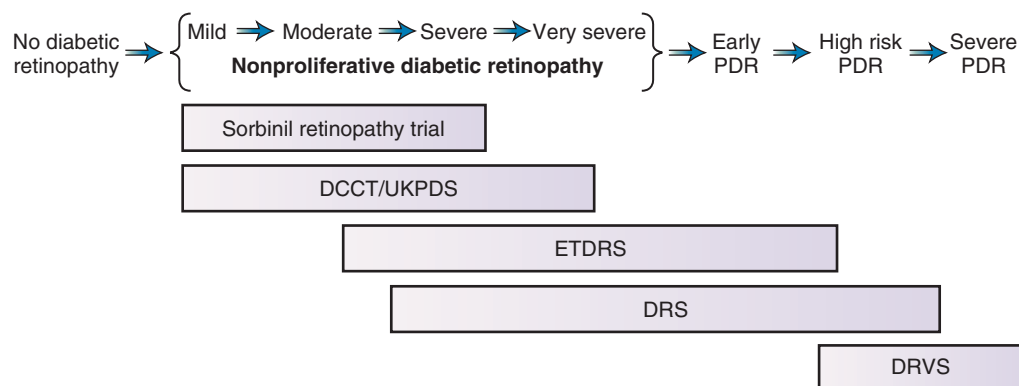 No diabetic
retinopathy
Mild Moderate Severe Very severe
Nonproliferative diabetic retinopathy
Early
PDR
High risk
PDR
Severe
PDR
Sorbinil retinopathy trial
DCCT/UKPDS
ETDRS
DRS
DRVS